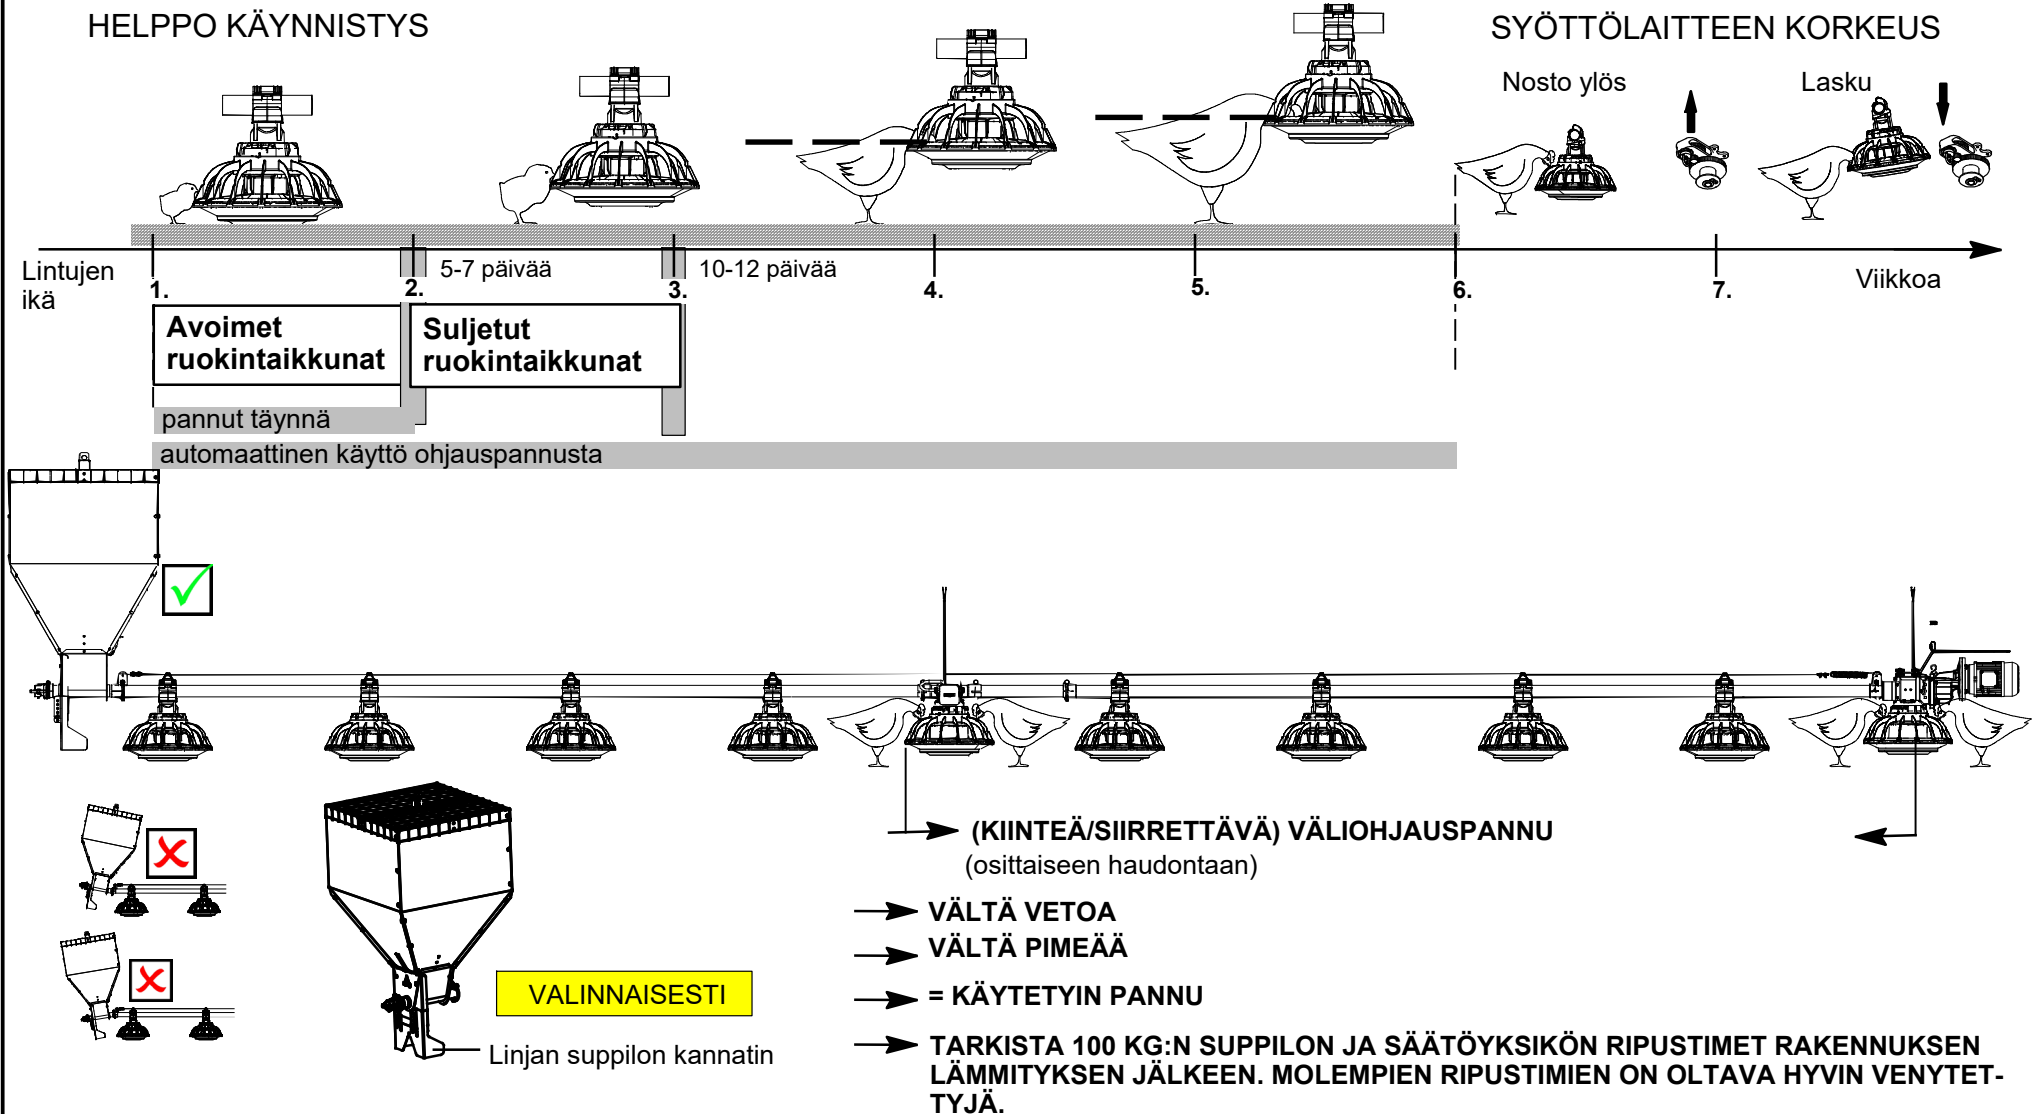 HELPPO KÄYNNISTYS
SYÖTTÖLAITTEEN KORKEUS
Nosto ylös
Lasku
Lintujen
ikä
5-7 päivää
10-12 päivää
Viikkoa
1.
2.
3.
4.
5.
6.
7.
Avoimet
ruokintaikkunat
Suljetut
ruokintaikkunat
pannut täynnä
automaattinen käyttö ohjauspannusta
(KIINTEÄ/SIIRRETTÄVÄ) VÄLIOHJAUSPANNU
(osittaiseen haudontaan)
VÄLTÄ VETOA
VÄLTÄ PIMEÄÄ
= KÄYTETYIN PANNU
VALINNAISESTI
Linjan suppilon kannatin
TARKISTA 100 KG:N SUPPILON JA SÄÄTÖYKSIKÖN RIPUSTIMET RAKENNUKSEN
LÄMMITYKSEN JÄLKEEN. MOLEMPIEN RIPUSTIMIEN ON OLTAVA HYVIN VENYTET-
TYJÄ.